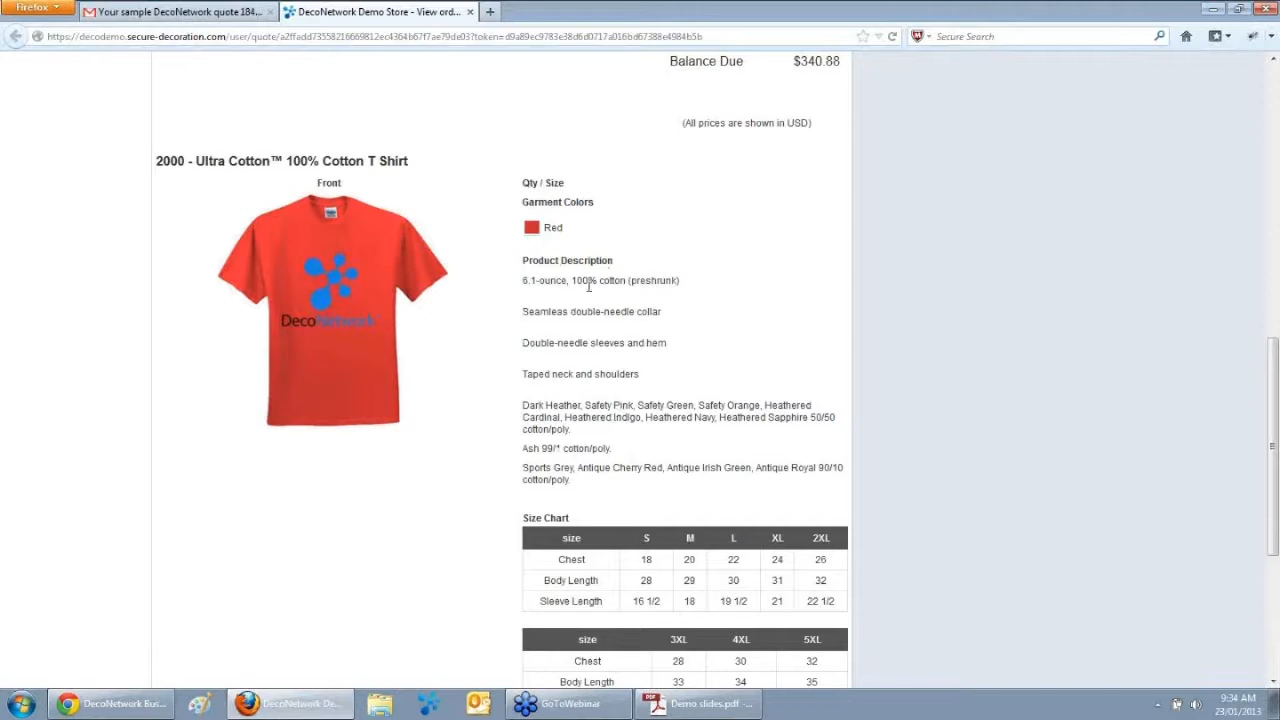 Firefox
Your sample DecoNetwork quote 184...
DecoNetwork Demo Store - View ord...
https://decodemo.secure-decoration.com/user/quote/a2ffadd73558216669812ec4364b67f7ae79de03?token=d9a89ec9783e38d6d0717a016bd67388e4984b5b
Secure Search
Balance Due $340.88
(All prices are shown in USD)
2000 - Ultra Cotton™ 100% Cotton T Shirt
Front
DecoNetwork
Qty / Size
Garment Colors
Red
Product Description
6.1-ounce, 100% cotton (preshrunk)
Seamless double-needle collar
Double-needle sleeves and hem
Taped neck and shoulders
Dark Heather, Safety Pink, Safety Green, Safety Orange, Heathered
Cardinal, Heathered Indigo, Heathered Navy, Heathered Sapphire 50/50
cotton/poly.
Ash 99/1 cotton/poly.
Sports Grey, Antique Cherry Red, Antique Irish Green, Antique Royal 90/10
cotton/poly.
Size Chart
size S M L XL 2XL
Chest 18 20 22 24 26
Body Length 28 29 30 31 32
Sleeve Length 16 1/2 18 19 1/2 21 22 1/2
size 3XL 4XL 5XL
Chest 28 30 32
Body Length 33 34 35
DecoNetwork Bus...
DecoNetwork De...
GoToWebinar
Demo slides.pdf -...
9:34 AM
23/01/2013